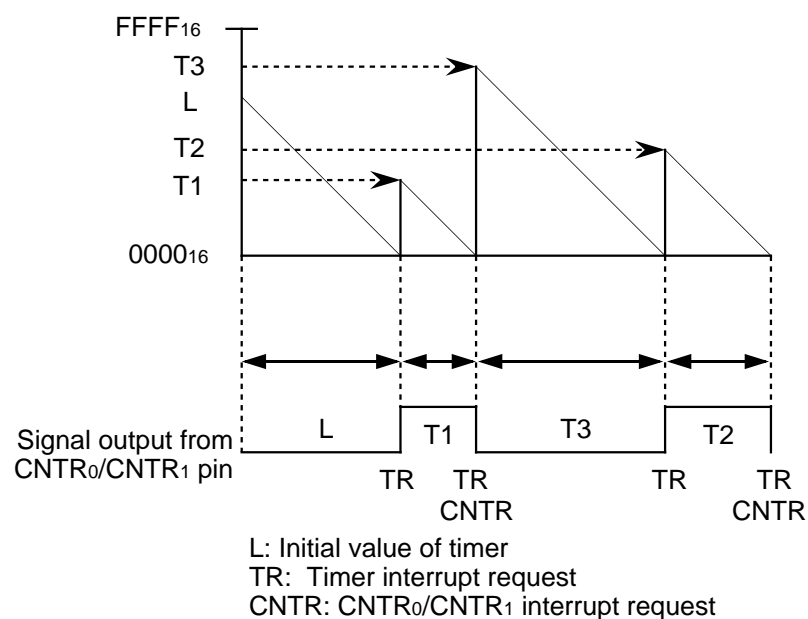 FFFF16
T3
L
T2
T1
000016
L T1 T3 T2
Signal output from
CNTR0/CNTR1 pin
TR TR TR TR
CNTR CNTR
L: Initial value of timer
TR: Timer interrupt request
CNTR: CNTR0/CNTR1 interrupt request